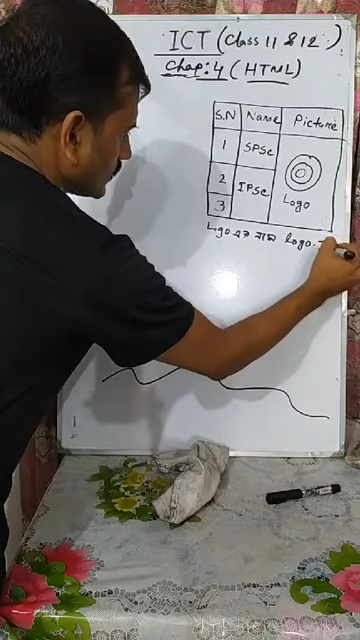 ICT (Class 11 & 12)
Chap: 4 (HTML)
S.N Name Picture
1 SPSC
2 IPSC
3 Logo
Logo এর নাম logo.